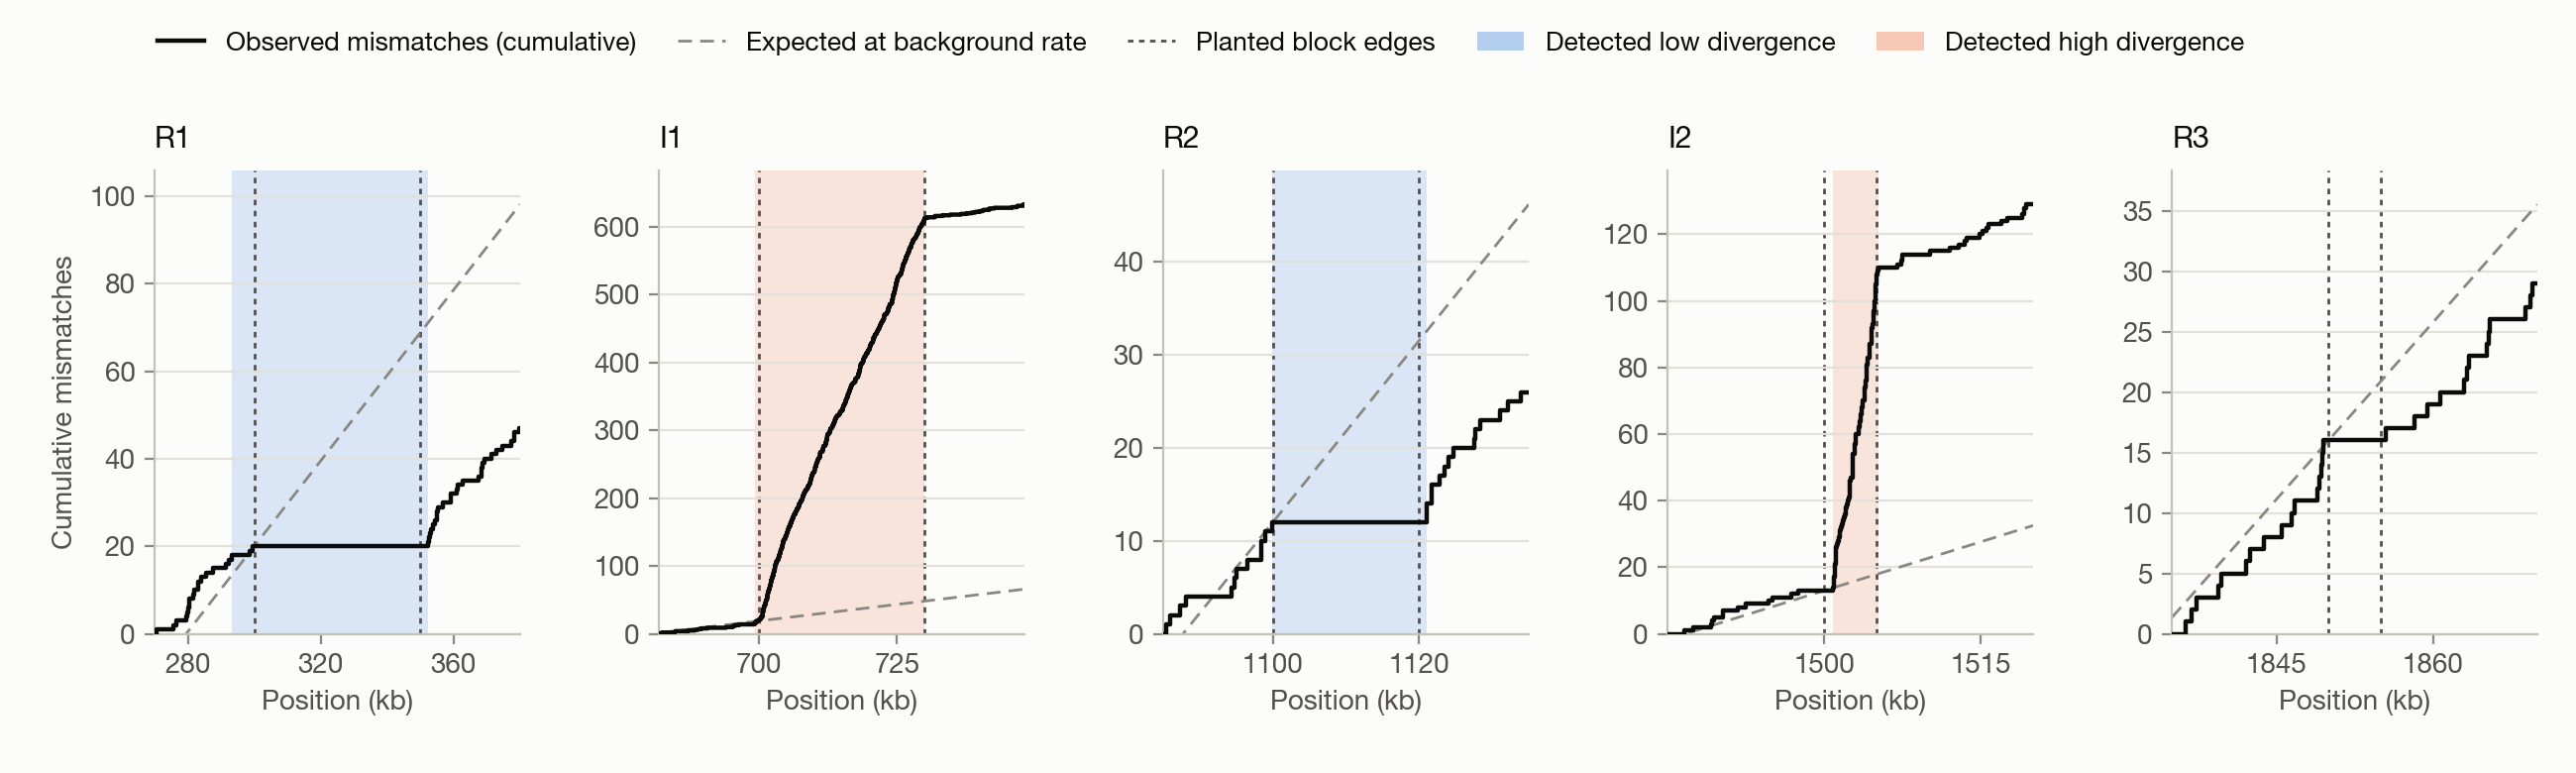 Observed mismatches (cumulative) Expected at background rate Planted block edges Detected low divergence Detected high divergence
R1
Cumulative mismatches
100
80
60
40
20
0
280 320 360
Position (kb)
I1
600
500
400
300
200
100
0
700 725
Position (kb)
R2
40
30
20
10
0
1100 1120
Position (kb)
I2
120
100
80
60
40
20
0
1500 1515
Position (kb)
R3
35
30
25
20
15
10
5
0
1845 1860
Position (kb)